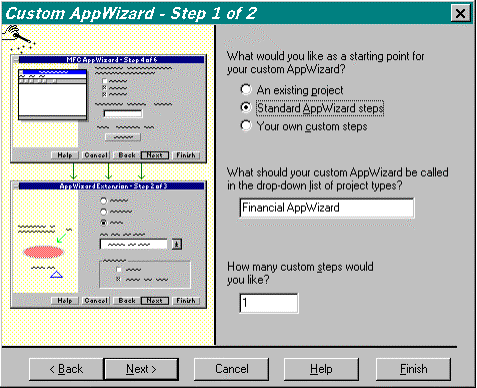 Custom AppWizard - Step 1 of 2
MFC AppWizard - Step 4 of 6
Help Cancel Back Next Finish
AppWizard Extension - Step 2 of 3
Help Cancel Back Next Finish
What would you like as a starting point for
your custom AppWizard?
An existing project
Standard AppWizard steps
Your own custom steps
What should your custom AppWizard be called
in the drop-down list of project types?
Financial AppWizard
How many custom steps would
you like?
1
< Back Next > Cancel Help Finish